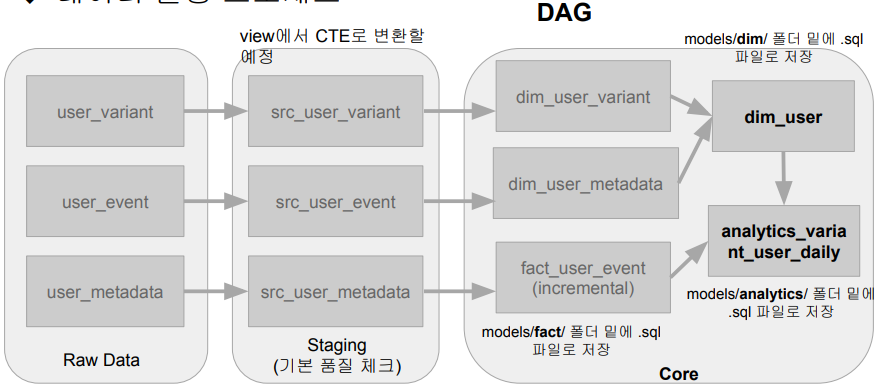 DAG
view에서 CTE로 변환할
예정
models/dim/ 폴더 밑에 .sql
파일로 저장
user_variant
src_user_variant
dim_user_variant
dim_user
user_event
src_user_event
dim_user_metadata
analytics_varia
nt_user_daily
user_metadata
src_user_metadata
fact_user_event
(incremental)
models/analytics/ 폴더 밑에
.sql 파일로 저장
models/fact/ 폴더 밑에 .sql
파일로 저장
Raw Data
Staging
(기본 품질 체크)
Core